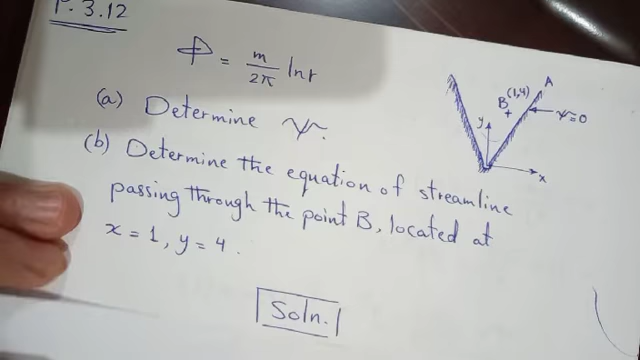 P. 3.12
Φ = m/2π ln r
(a) Determine ψ.
(b) Determine the equation of streamline
passing through the point B, located at
x = 1, y = 4.
Soln.
A
(1,4)
B
ψ=0
y
x